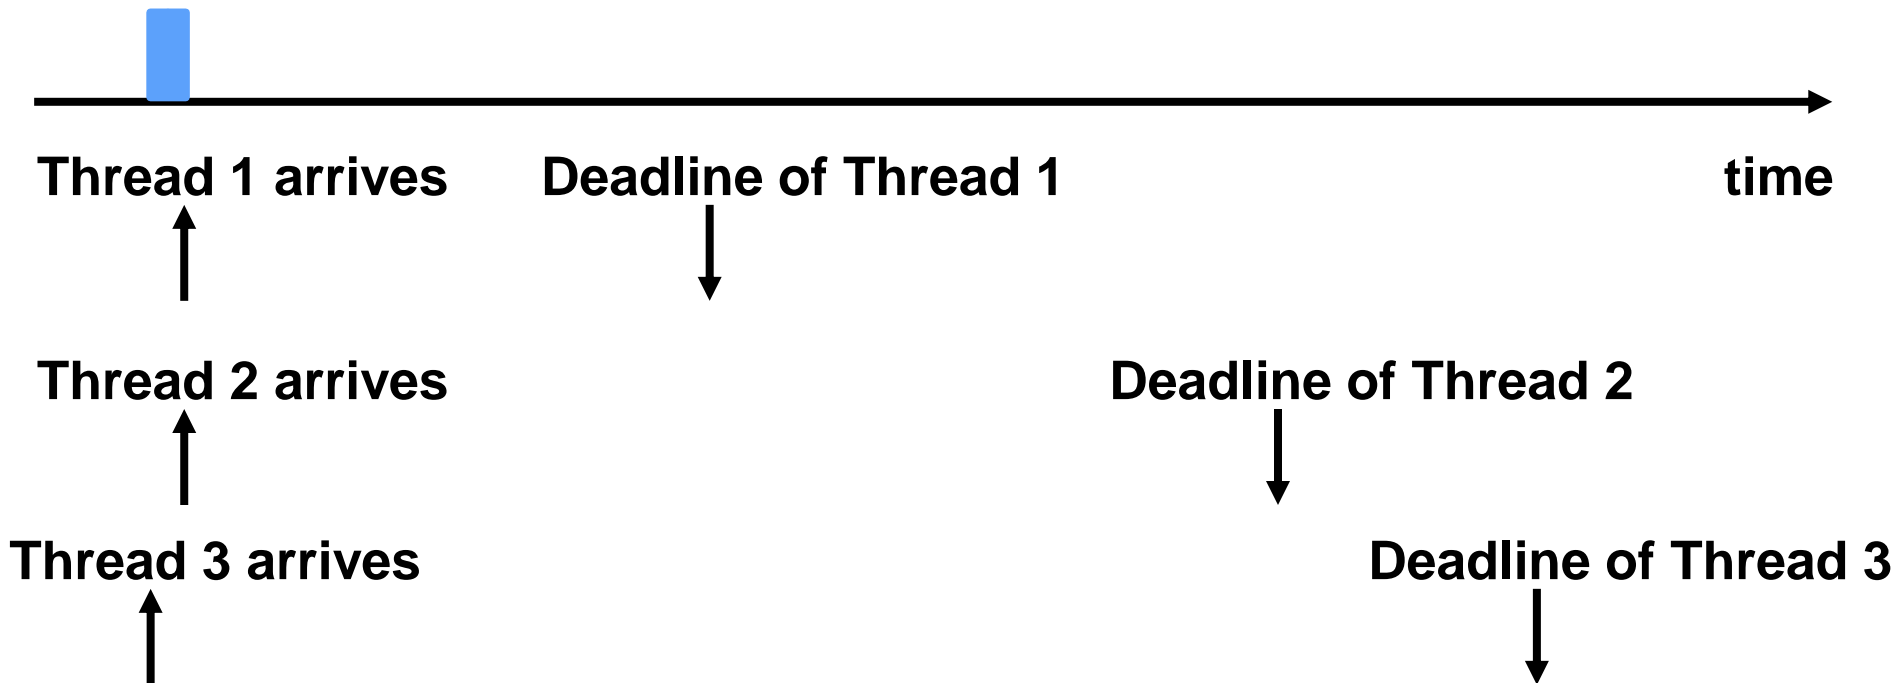 Thread 1 arrives
Deadline of Thread 1
time
Thread 2 arrives
Deadline of Thread 2
Thread 3 arrives
Deadline of Thread 3